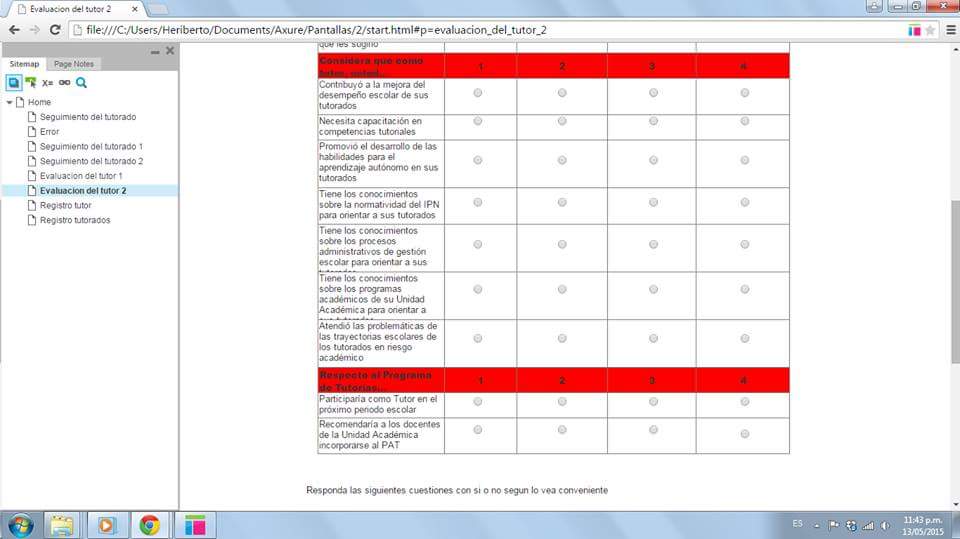 Evaluacion del tutor 2
file:///C:/Users/Heriberto/Documents/Axure/Pantallas/2/start.html#p=evaluacion_del_tutor_2
Sitemap Page Notes
X=
Home
Seguimiento del tutorado
Error
Seguimiento del tutorado 1
Seguimiento del tutorado 2
Evaluacion del tutor 1
Evaluacion del tutor 2
Registro tutor
Registro tutorados
que les sugirió
Considera que como 1 2 3 4
tutor, usted...
Contribuyó a la mejora del
desempeño escolar de sus
tutorados
Necesita capacitación en
competencias tutoriales
Promovió el desarrollo de las
habilidades para el
aprendizaje autónomo en sus
tutorados
Tiene los conocimientos
sobre la normatividad del IPN
para orientar a sus tutorados
Tiene los conocimientos
sobre los procesos
administrativos de gestión
escolar para orientar a sus
tutorados
Tiene los conocimientos
sobre los programas
académicos de su Unidad
Académica para orientar a
sus tutorados
Atendió las problemáticas de
las trayectorias escolares de
los tutorados en riesgo
académico
Respecto al Programa 1 2 3 4
de Tutorías...
Participaría como Tutor en el
próximo periodo escolar
Recomendaría a los docentes
de la Unidad Académica
incorporarse al PAT
Responda las siguientes cuestiones con si o no segun lo vea conveniente
ES
11:43 p.m.
13/05/2015